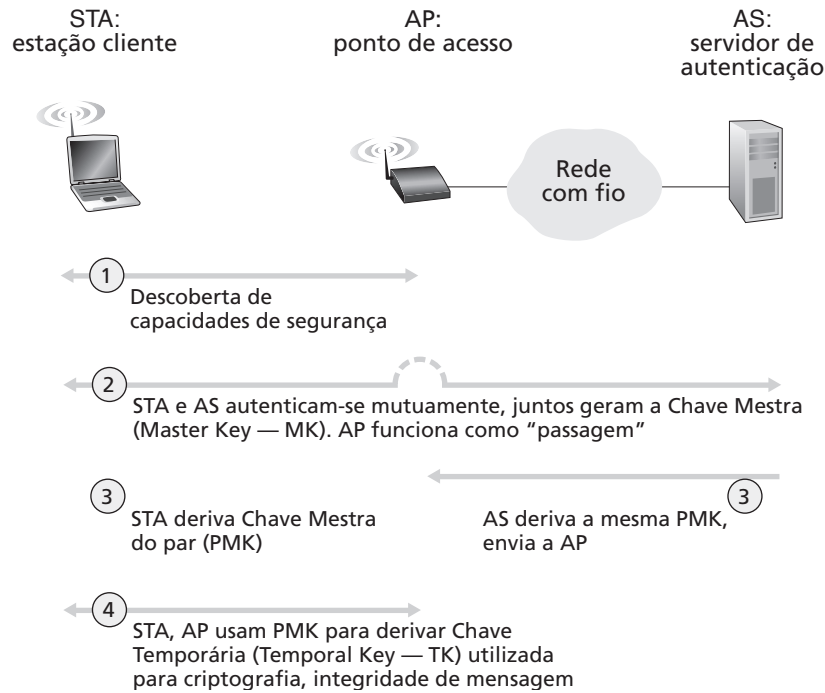 STA:
estação cliente
AP:
ponto de acesso
AS:
servidor de
autenticação
Rede
com fio
1
Descoberta de
capacidades de segurança
2
STA e AS autenticam-se mutuamente, juntos geram a Chave Mestra
(Master Key — MK). AP funciona como “passagem”
3
STA deriva Chave Mestra
do par (PMK)
3
AS deriva a mesma PMK,
envia a AP
4
STA, AP usam PMK para derivar Chave
Temporária (Temporal Key — TK) utilizada
para criptografia, integridade de mensagem